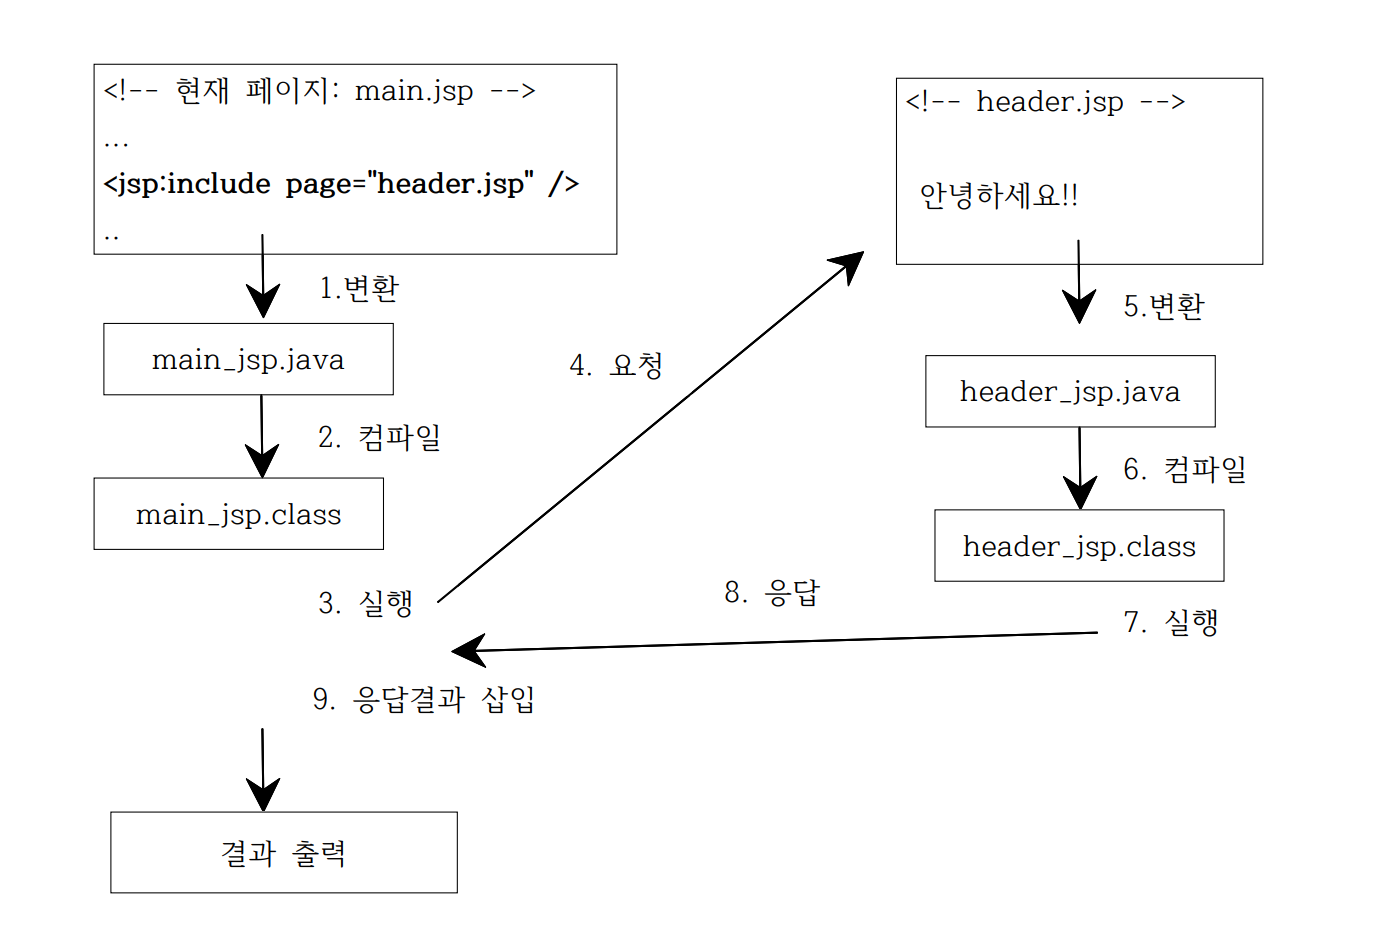 <!-- 현재 페이지: main.jsp -->
...
<jsp:include page="header.jsp" />
..
1.변환
main_jsp.java
2. 컴파일
main_jsp.class
3. 실행
4. 요청
<!-- header.jsp -->
안녕하세요!!
5.변환
header_jsp.java
6. 컴파일
header_jsp.class
7. 실행
8. 응답
9. 응답결과 삽입
결과 출력